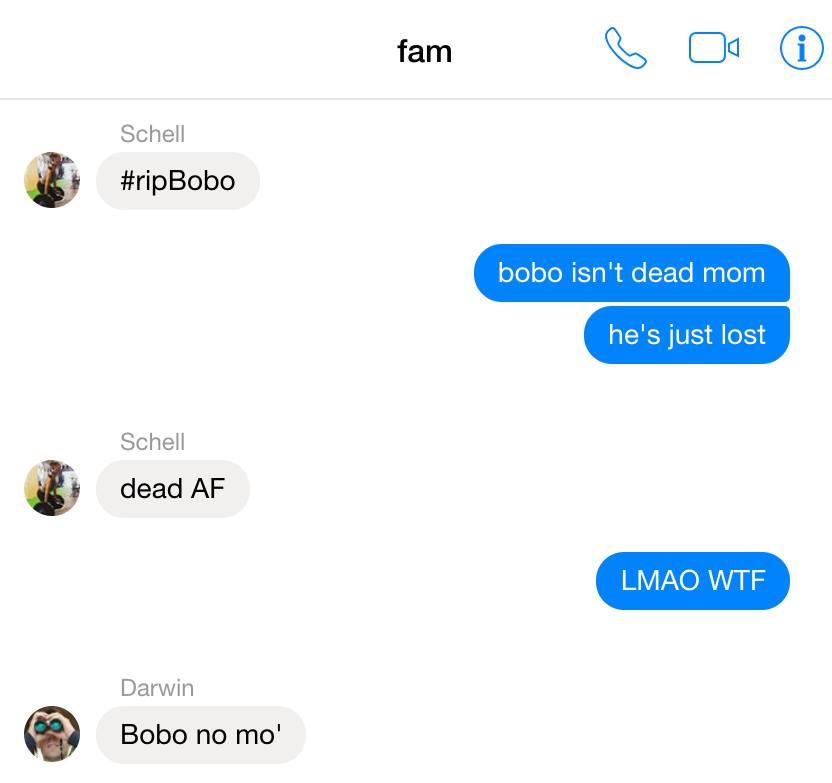 fam
Schell
#ripBobo
bobo isn't dead mom
he's just lost
Schell
dead AF
LMAO WTF
Darwin
Bobo no mo'